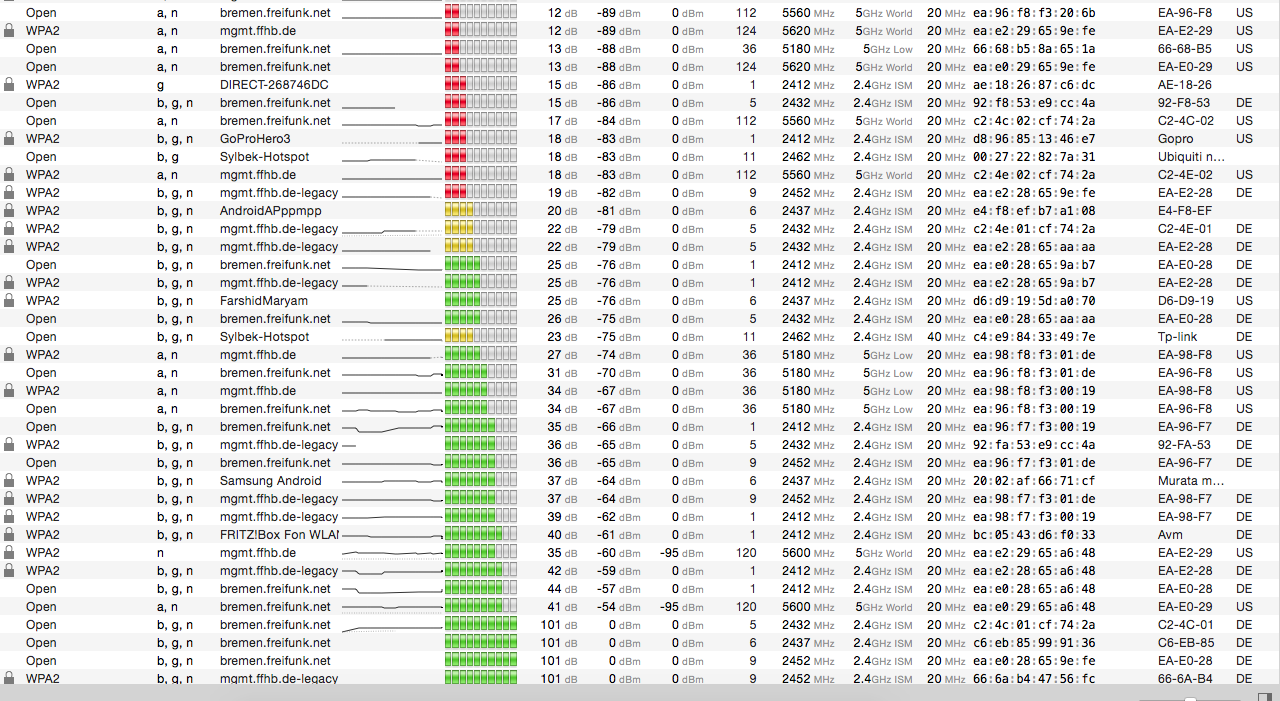 Open a, n bremen.freifunk.net 12 dB -89 dBm 0 dBm 112 5560 MHz 5GHz World 20 MHz ea:96:f8:f3:20:6b EA-96-F8 US
WPA2 a, n mgmt.ffhb.de 12 dB -89 dBm 0 dBm 124 5620 MHz 5GHz World 20 MHz ea:e2:29:65:9e:fe EA-E2-29 US
Open a, n bremen.freifunk.net 13 dB -88 dBm 0 dBm 36 5180 MHz 5GHz Low 20 MHz 66:68:b5:8a:65:1a 66-68-B5 US
Open a, n bremen.freifunk.net 13 dB -88 dBm 0 dBm 124 5620 MHz 5GHz World 20 MHz ea:e0:29:65:9e:fe EA-E0-29 US
WPA2 g DIRECT-268746DC 15 dB -86 dBm 0 dBm 1 2412 MHz 2.4GHz ISM 20 MHz ae:18:26:87:c6:dc AE-18-26
Open b, g, n bremen.freifunk.net 15 dB -86 dBm 0 dBm 5 2432 MHz 2.4GHz ISM 20 MHz 92:f8:53:e9:cc:4a 92-F8-53 DE
Open a, n bremen.freifunk.net 17 dB -84 dBm 0 dBm 112 5560 MHz 5GHz World 20 MHz c2:4c:02:cf:74:2a C2-4C-02 US
WPA2 b, g, n GoProHero3 18 dB -83 dBm 0 dBm 1 2412 MHz 2.4GHz ISM 20 MHz d8:96:85:13:46:e7 Gopro US
Open b, g Sylbek-Hotspot 18 dB -83 dBm 0 dBm 11 2462 MHz 2.4GHz ISM 20 MHz 00:27:22:82:7a:31 Ubiquiti n...
WPA2 a, n mgmt.ffhb.de 18 dB -83 dBm 0 dBm 112 5560 MHz 5GHz World 20 MHz c2:4e:02:cf:74:2a C2-4E-02 US
WPA2 b, g, n mgmt.ffhb.de-legacy 19 dB -82 dBm 0 dBm 9 2452 MHz 2.4GHz ISM 20 MHz ea:e2:28:65:9e:fe EA-E2-28 DE
WPA2 b, g, n AndroidAPppmpp 20 dB -81 dBm 0 dBm 6 2437 MHz 2.4GHz ISM 20 MHz e4:f8:ef:b7:a1:08 E4-F8-EF
WPA2 b, g, n mgmt.ffhb.de-legacy 22 dB -79 dBm 0 dBm 5 2432 MHz 2.4GHz ISM 20 MHz c2:4e:01:cf:74:2a C2-4E-01 DE
WPA2 b, g, n mgmt.ffhb.de-legacy 22 dB -79 dBm 0 dBm 5 2432 MHz 2.4GHz ISM 20 MHz ea:e2:28:65:aa:aa EA-E2-28 DE
Open b, g, n bremen.freifunk.net 25 dB -76 dBm 0 dBm 1 2412 MHz 2.4GHz ISM 20 MHz ea:e0:28:65:9a:b7 EA-E0-28 DE
WPA2 b, g, n mgmt.ffhb.de-legacy 25 dB -76 dBm 0 dBm 1 2412 MHz 2.4GHz ISM 20 MHz ea:e2:28:65:9a:b7 EA-E2-28 DE
WPA2 b, g, n FarshidMaryam 25 dB -76 dBm 0 dBm 6 2437 MHz 2.4GHz ISM 20 MHz d6:d9:19:5d:a0:70 D6-D9-19 US
Open b, g, n bremen.freifunk.net 26 dB -75 dBm 0 dBm 5 2432 MHz 2.4GHz ISM 20 MHz ea:e0:28:65:aa:aa EA-E0-28 DE
Open b, g, n Sylbek-Hotspot 23 dB -75 dBm 0 dBm 11 2462 MHz 2.4GHz ISM 40 MHz c4:e9:84:33:49:7e Tp-link DE
WPA2 a, n mgmt.ffhb.de 27 dB -74 dBm 0 dBm 36 5180 MHz 5GHz Low 20 MHz ea:98:f8:f3:01:de EA-98-F8 US
Open a, n bremen.freifunk.net 31 dB -70 dBm 0 dBm 36 5180 MHz 5GHz Low 20 MHz ea:96:f8:f3:01:de EA-96-F8 US
WPA2 a, n mgmt.ffhb.de 34 dB -67 dBm 0 dBm 36 5180 MHz 5GHz Low 20 MHz ea:98:f8:f3:00:19 EA-98-F8 US
Open a, n bremen.freifunk.net 34 dB -67 dBm 0 dBm 36 5180 MHz 5GHz Low 20 MHz ea:96:f8:f3:00:19 EA-96-F8 US
Open b, g, n bremen.freifunk.net 35 dB -66 dBm 0 dBm 1 2412 MHz 2.4GHz ISM 20 MHz ea:96:f7:f3:00:19 EA-96-F7 DE
WPA2 b, g, n mgmt.ffhb.de-legacy 36 dB -65 dBm 0 dBm 5 2432 MHz 2.4GHz ISM 20 MHz 92:fa:53:e9:cc:4a 92-FA-53 DE
Open b, g, n bremen.freifunk.net 36 dB -65 dBm 0 dBm 9 2452 MHz 2.4GHz ISM 20 MHz ea:96:f7:f3:01:de EA-96-F7 DE
WPA2 b, g, n Samsung Android 37 dB -64 dBm 0 dBm 6 2437 MHz 2.4GHz ISM 20 MHz 20:02:af:66:71:cf Murata m...
WPA2 b, g, n mgmt.ffhb.de-legacy 37 dB -64 dBm 0 dBm 9 2452 MHz 2.4GHz ISM 20 MHz ea:98:f7:f3:01:de EA-98-F7 DE
WPA2 b, g, n mgmt.ffhb.de-legacy 39 dB -62 dBm 0 dBm 1 2412 MHz 2.4GHz ISM 20 MHz ea:98:f7:f3:00:19 EA-98-F7 DE
WPA2 b, g, n FRITZ!Box Fon WLAN 40 dB -61 dBm 0 dBm 1 2412 MHz 2.4GHz ISM 20 MHz bc:05:43:d6:f0:33 Avm DE
WPA2 n mgmt.ffhb.de 35 dB -60 dBm -95 dBm 120 5600 MHz 5GHz World 20 MHz ea:e2:29:65:a6:48 EA-E2-29 US
WPA2 b, g, n mgmt.ffhb.de-legacy 42 dB -59 dBm 0 dBm 1 2412 MHz 2.4GHz ISM 20 MHz ea:e2:28:65:a6:48 EA-E2-28 DE
Open b, g, n bremen.freifunk.net 44 dB -57 dBm 0 dBm 1 2412 MHz 2.4GHz ISM 20 MHz ea:e0:28:65:a6:48 EA-E0-28 DE
Open a, n bremen.freifunk.net 41 dB -54 dBm -95 dBm 120 5600 MHz 5GHz World 20 MHz ea:e0:29:65:a6:48 EA-E0-29 US
Open b, g, n bremen.freifunk.net 101 dB 0 dBm 0 dBm 5 2432 MHz 2.4GHz ISM 20 MHz c2:4c:01:cf:74:2a C2-4C-01 DE
Open b, g, n bremen.freifunk.net 101 dB 0 dBm 0 dBm 6 2437 MHz 2.4GHz ISM 20 MHz c6:eb:85:99:91:36 C6-EB-85 DE
Open b, g, n bremen.freifunk.net 101 dB 0 dBm 0 dBm 9 2452 MHz 2.4GHz ISM 20 MHz ea:e0:28:65:9e:fe EA-E0-28 DE
WPA2 b, g, n mgmt.ffhb.de-legacy 101 dB 0 dBm 0 dBm 9 2452 MHz 2.4GHz ISM 20 MHz 66:6a:b4:47:56:fc 66-6A-B4 DE